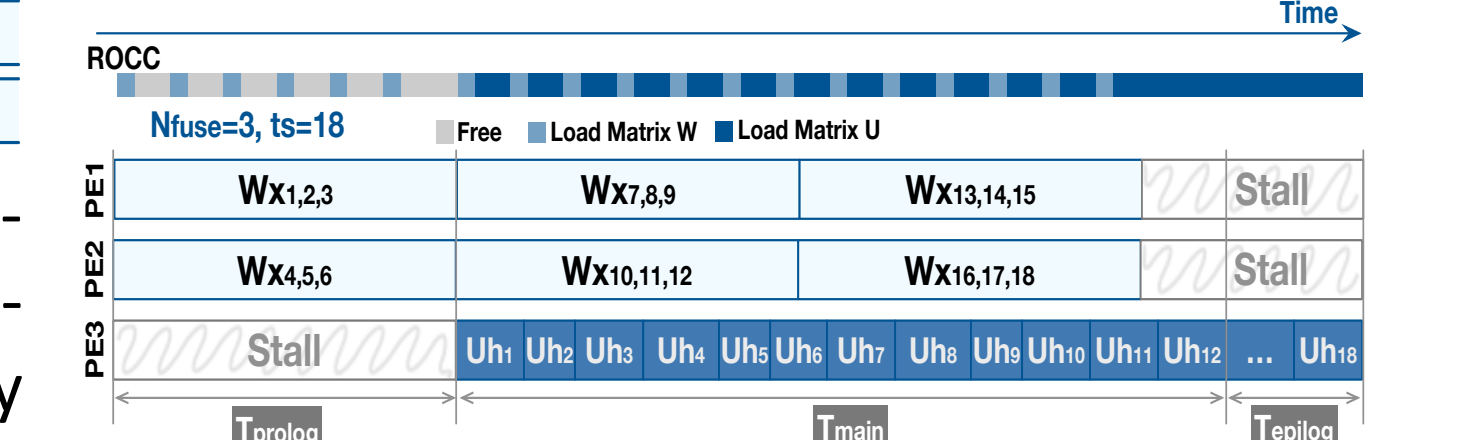 Time
ROCC
Nfuse=3, ts=18
Free Load Matrix W Load Matrix U
PE1 Wx1,2,3 Wx7,8,9 Wx13,14,15 Stall
PE2 Wx4,5,6 Wx10,11,12 Wx16,17,18 Stall
PE3 Stall Uh1 Uh2 Uh3 Uh4 Uh5 Uh6 Uh7 Uh8 Uh9 Uh10 Uh11 Uh12 ... Uh18
-
-
y
Tprolog Tmain Tepilog